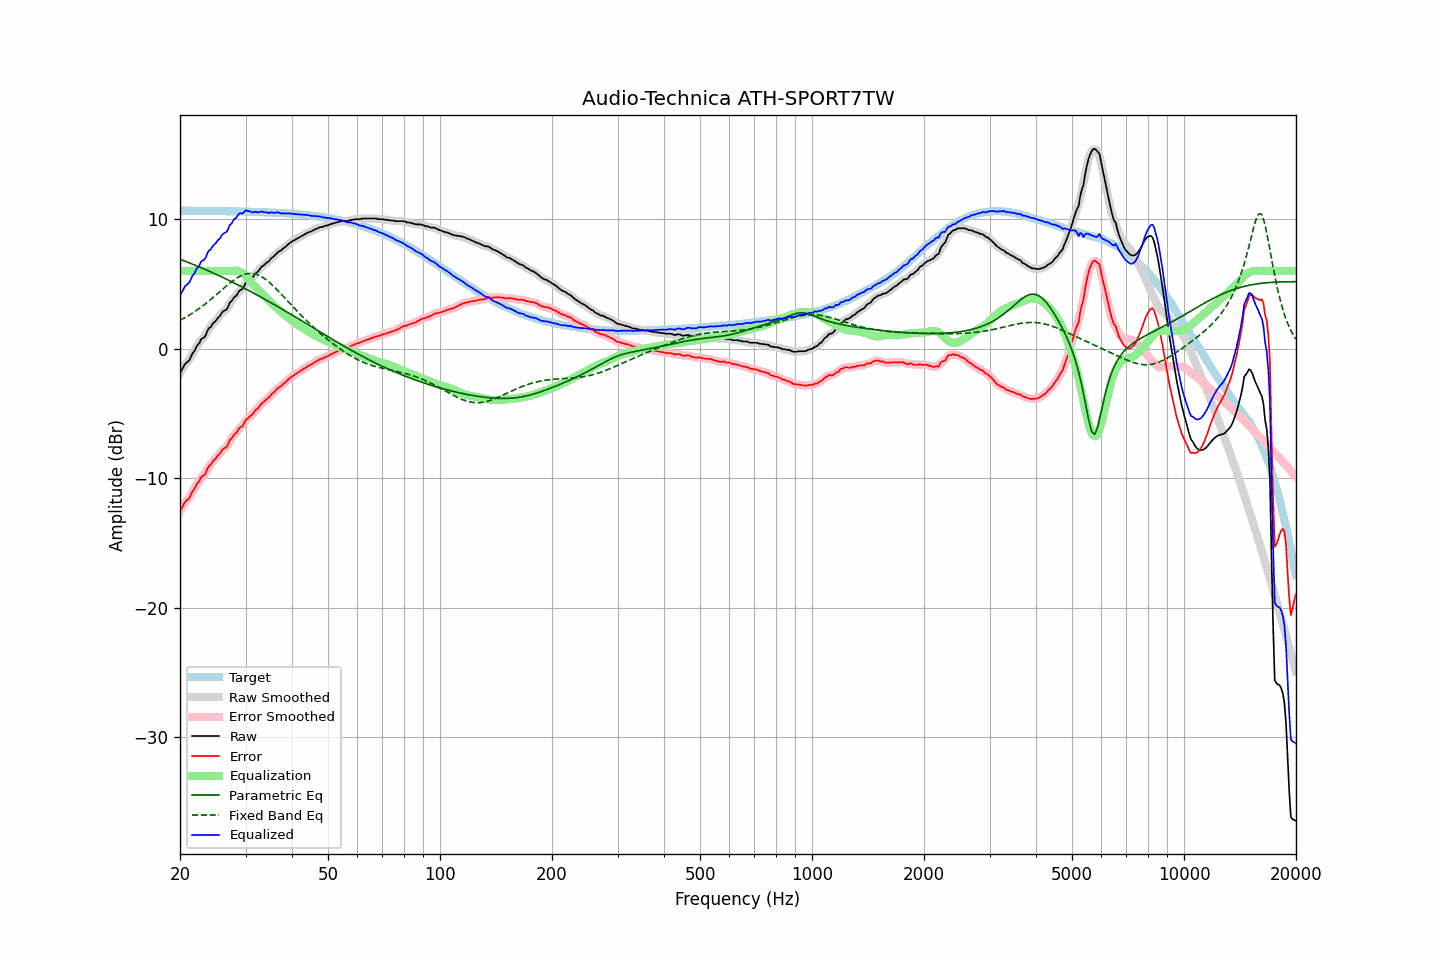 Audio-Technica ATH-SPORT7TW
Amplitude (dBr)
10
0
−10
−20
−30
Target
Raw Smoothed
Error Smoothed
Raw
Error
Equalization
Parametric Eq
Fixed Band Eq
Equalized
20 50 100 200 500 1000 2000 5000 10000 20000
Frequency (Hz)